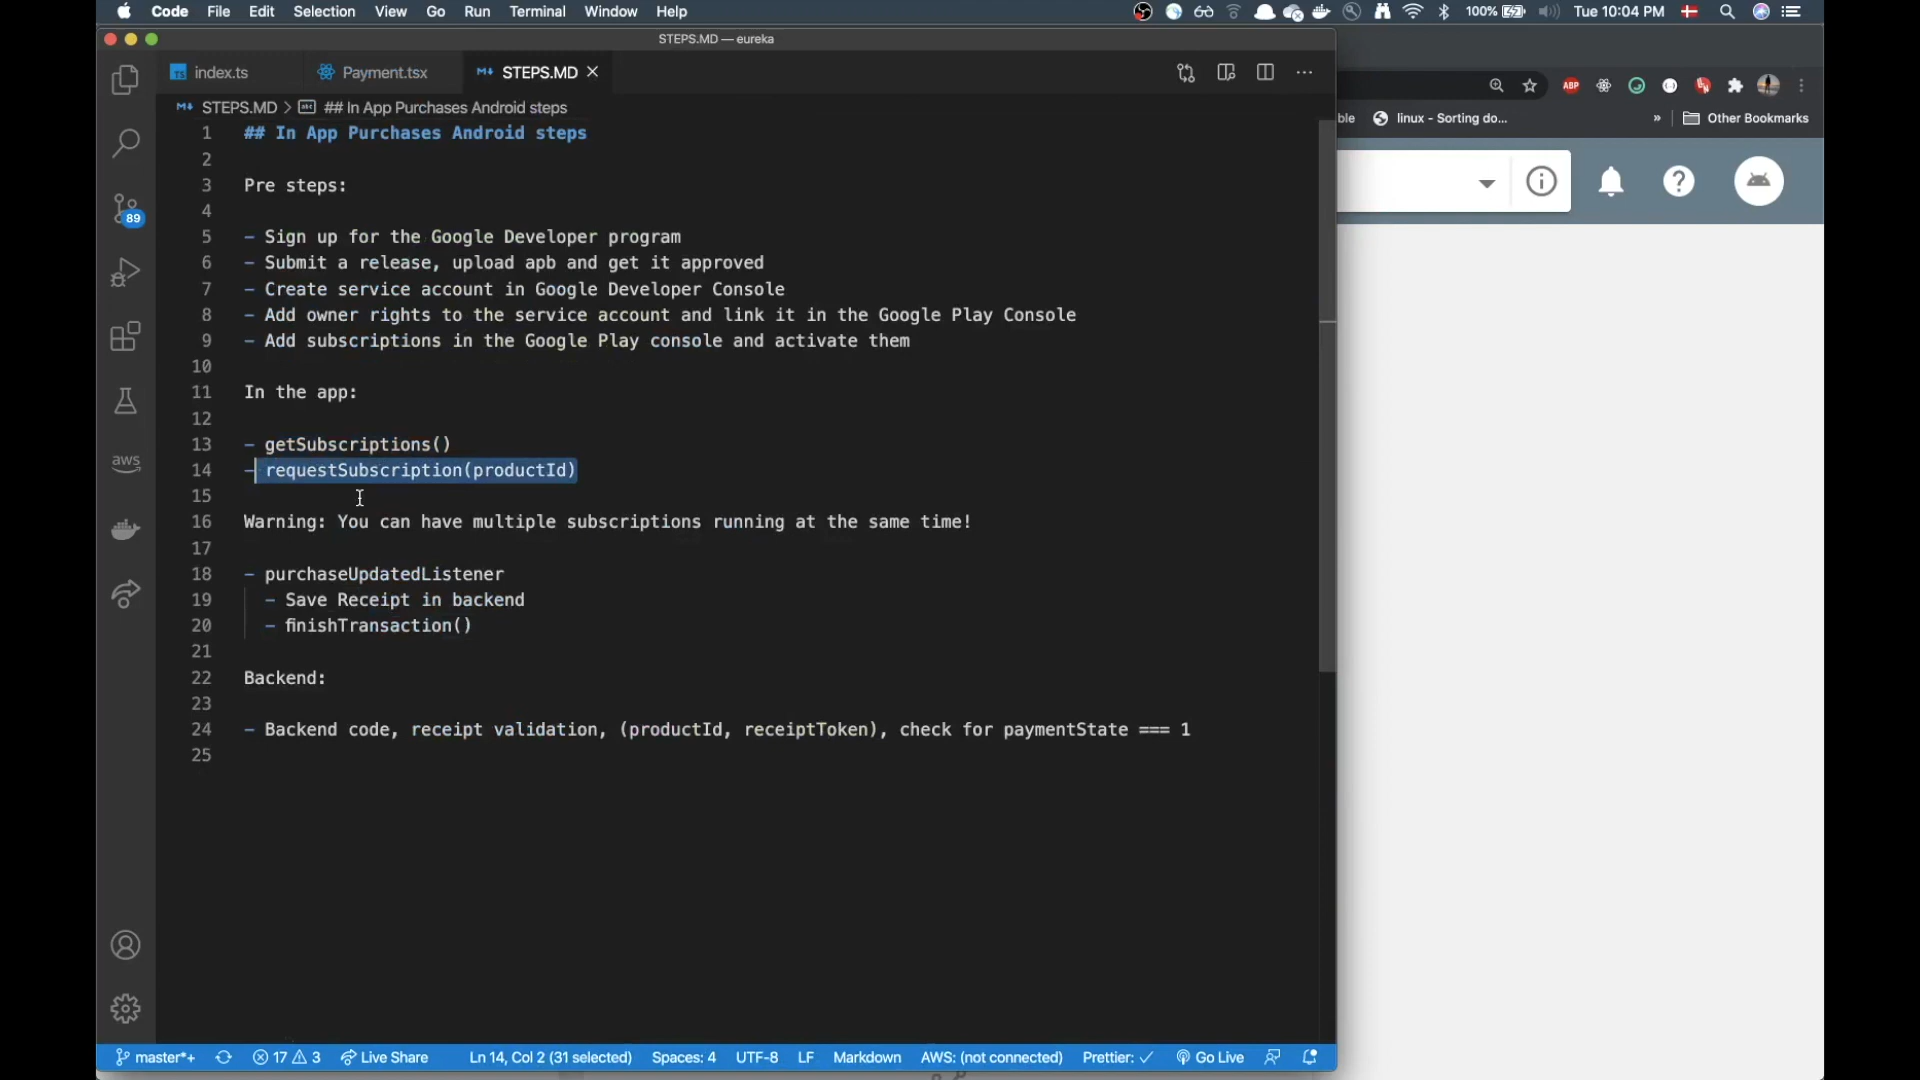 Code File Edit Selection View Go Run Terminal Window Help 100% Tue 10:04 PM
STEPS.MD — eureka
index.ts Payment.tsx STEPS.MD
STEPS.MD > ## In App Purchases Android steps
1 ## In App Purchases Android steps
2
3 Pre steps:
4
5 - Sign up for the Google Developer program
6 - Submit a release, upload apb and get it approved
7 - Create service account in Google Developer Console
8 - Add owner rights to the service account and link it in the Google Play Console
9 - Add subscriptions in the Google Play console and activate them
10
11 In the app:
12
13 - getSubscriptions()
14 - requestSubscription(productId)
15
16 Warning: You can have multiple subscriptions running at the same time!
17
18 - purchaseUpdatedListener
19 - Save Receipt in backend
20 - finishTransaction()
21
22 Backend:
23
24 - Backend code, receipt validation, (productId, receiptToken), check for paymentState === 1
25
89
aws
master*+ 17 3 Live Share Ln 14, Col 2 (31 selected) Spaces: 4 UTF-8 LF Markdown AWS: (not connected) Prettier: ✓ Go Live
ABP
ble linux - Sorting do... » Other Bookmarks